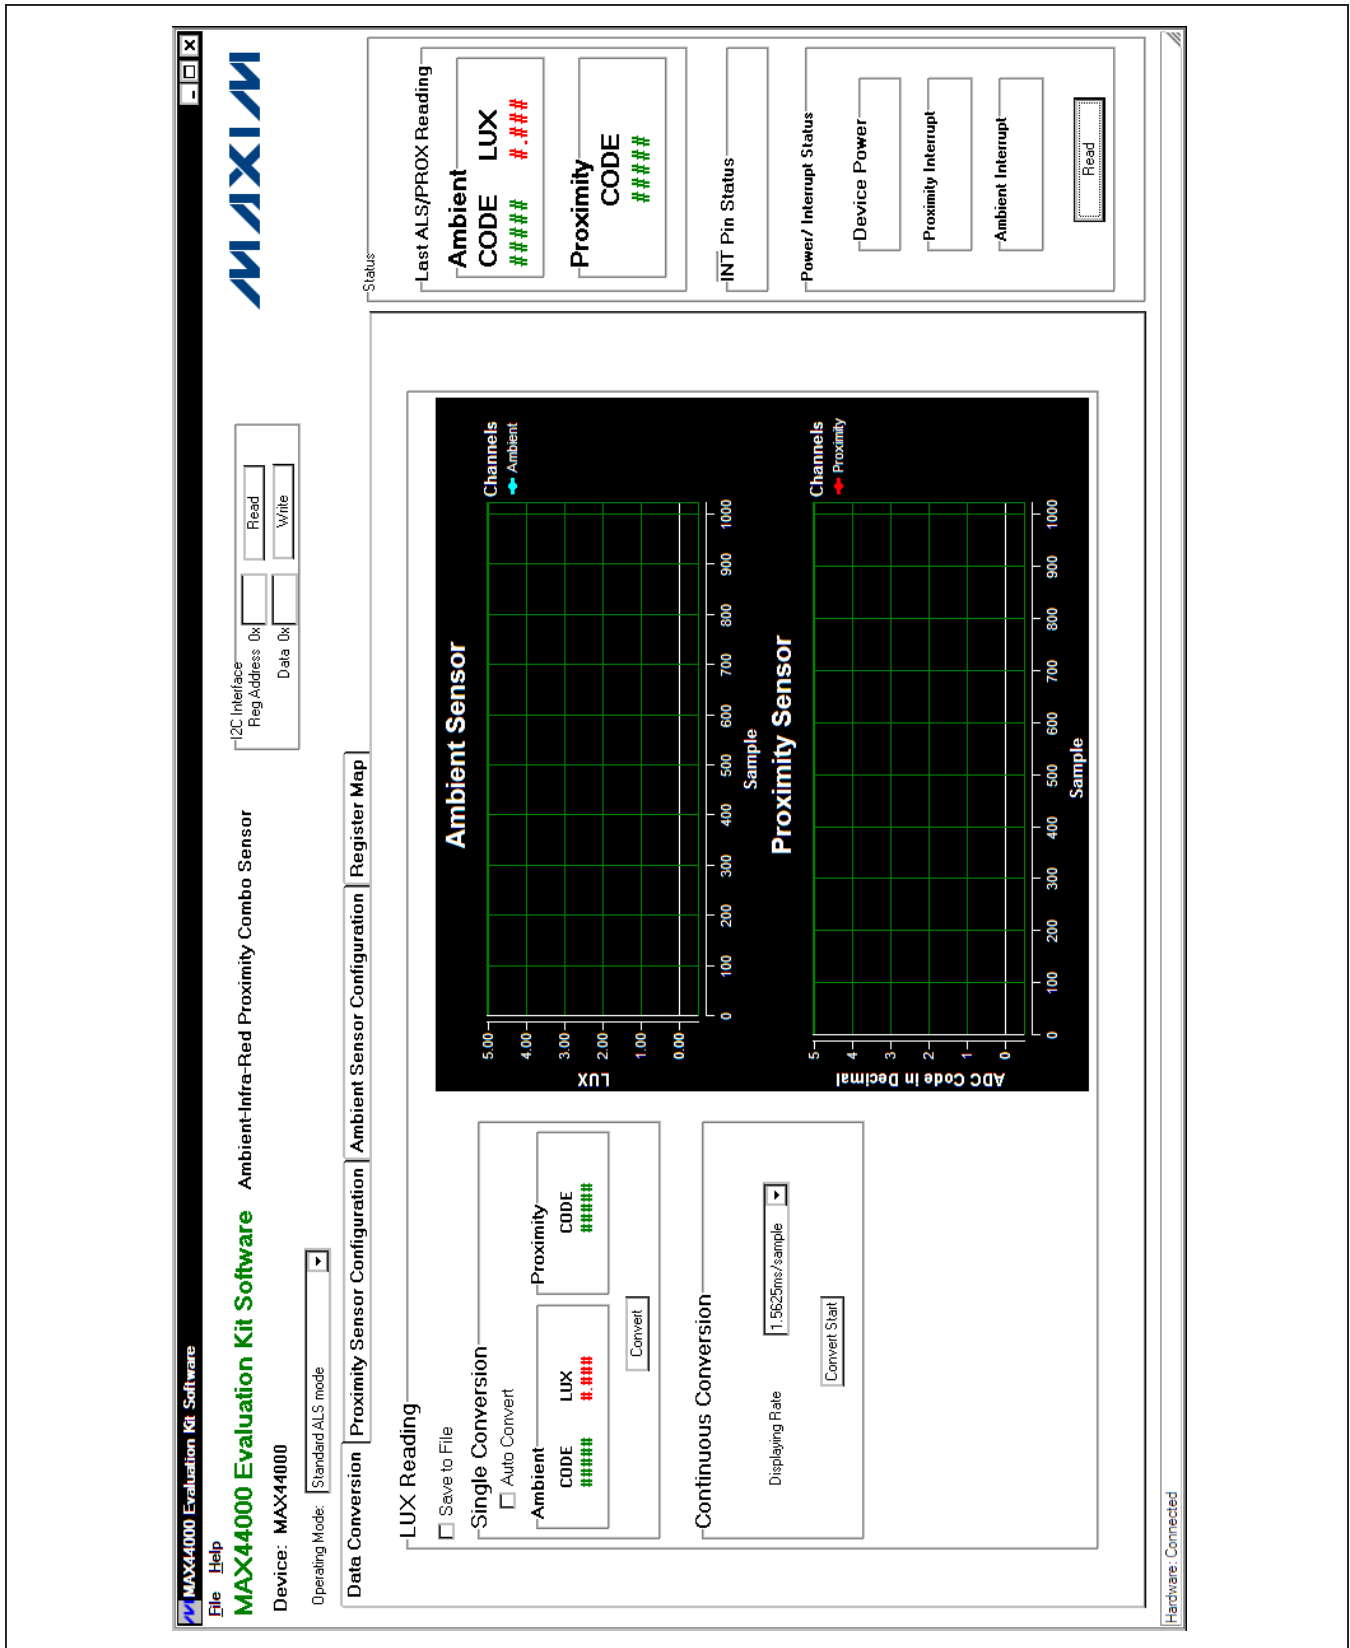 MAX44000 Evaluation Kit Software
File Help
MAX44000 Evaluation Kit Software Ambient-Infra-Red Proximity Combo Sensor
MAXIM
Device: MAX44000
Operating Mode: Standard ALS mode
I2C Interface
Reg Address 0x Read
Data 0x Write
Data Conversion Proximity Sensor Configuration Ambient Sensor Configuration Register Map
LUX Reading
Save to File
Single Conversion
Auto Convert
Ambient
CODE LUX
##### #.###
Proximity
CODE
#####
Convert
Continuous Conversion
Displaying Rate 1.5625ms/sample
Convert Start
Ambient Sensor
Channels
Ambient
LUX
5.00
4.00
3.00
2.00
1.00
0.00
0 100 200 300 400 500 600 700 800 900 1000
Sample
Proximity Sensor
Channels
Proximity
ADC Code in Decimal
5
4
3
2
1
0
0 100 200 300 400 500 600 700 800 900 1000
Sample
Status
Last ALS/PROX Reading
Ambient
CODE LUX
##### #.###
Proximity
CODE
#####
INT Pin Status
Power/ Interrupt Status
Device Power
Proximity Interrupt
Ambient Interrupt
Read
Hardware: Connected